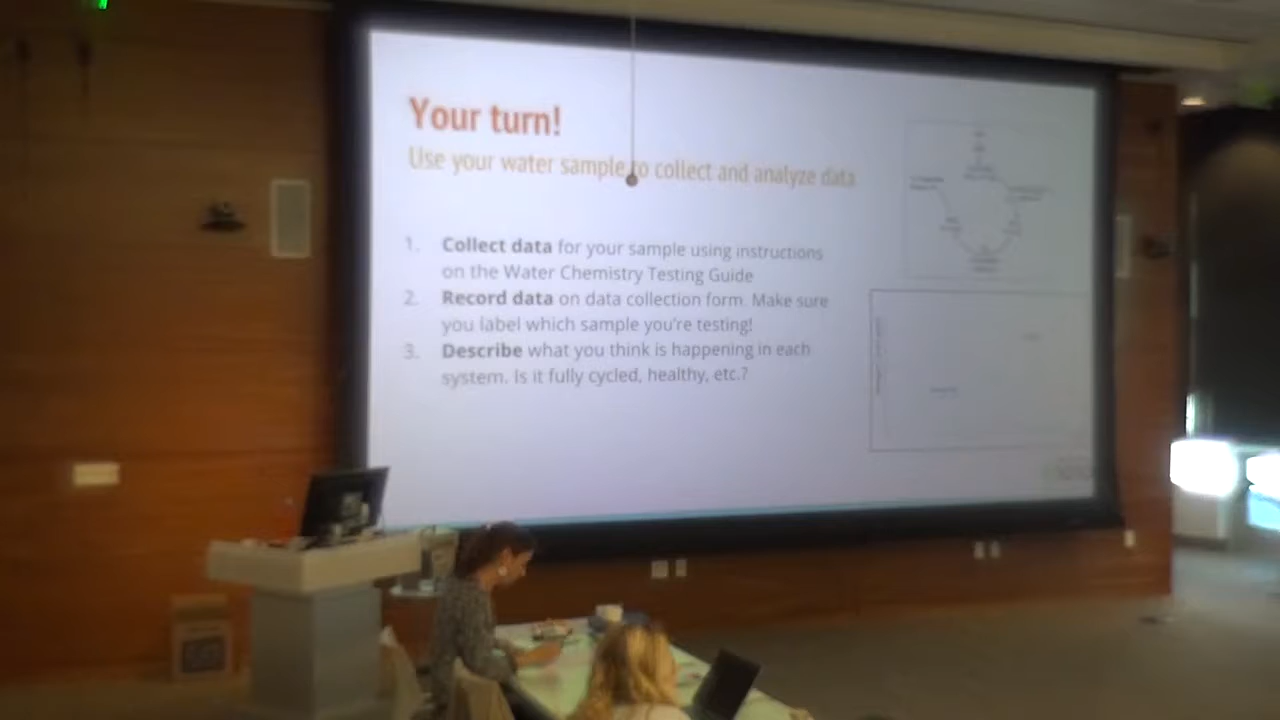 Your turn!
Use your water sample to collect and analyze data
1. Collect data for your sample using instructions
on the Water Chemistry Testing Guide
2. Record data on data collection form. Make sure
you label which sample you're testing!
3. Describe what you think is happening in each
system. Is it fully cycled, healthy, etc.?